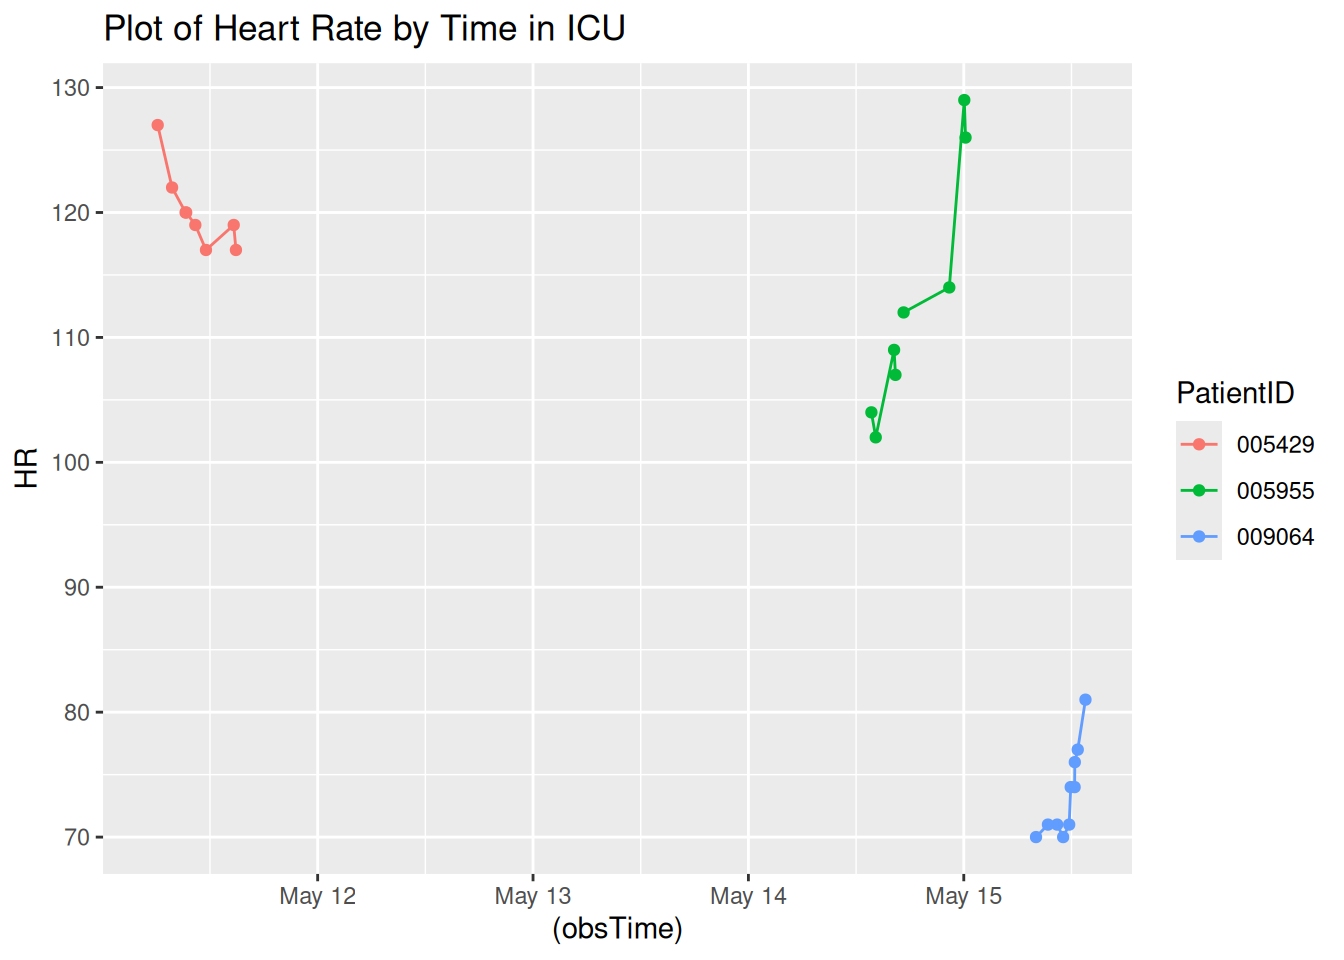 Plot of Heart Rate by Time in ICU
130
120
110
100
90
80
70
HR
May 12
May 13
May 14
May 15
(obsTime)
PatientID
005429
005955
009064